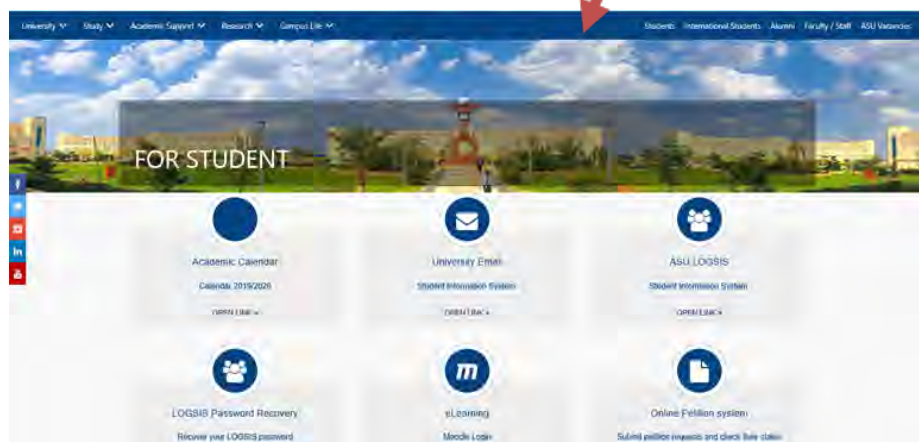 University Study Academic Support Research Campus Life Students International Students Alumni Faculty / Staff ASU Vacancies
FOR STUDENT
Academic Calendar University Email ASU LOGSIS
Calendar 2019/2020 Student Information System Student Information System
OPEN LINK » OPEN LINK » OPEN LINK »
m
LOGSIS Password Recovery eLearning Online Petition system
Recover your LOGSIS password Moodle Login Submit petition requests and check their status